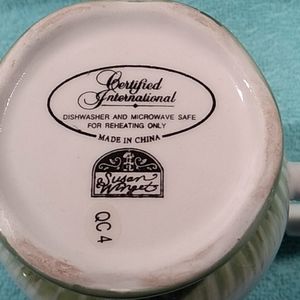 Certified
International
DISHWASHER AND MICROWAVE SAFE
FOR REHEATING ONLY
MADE IN CHINA
Susan
Winget
QC 4